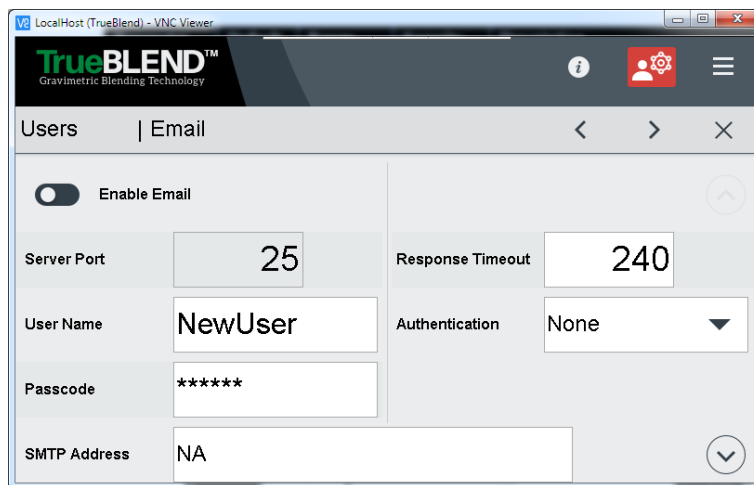 LocalHost (TrueBlend) - VNC Viewer
TrueBLEND™
Gravimetric Blending Technology
Users | Email
Enable Email
Server Port 25 Response Timeout 240
User Name NewUser Authentication None
Passcode ******
SMTP Address NA